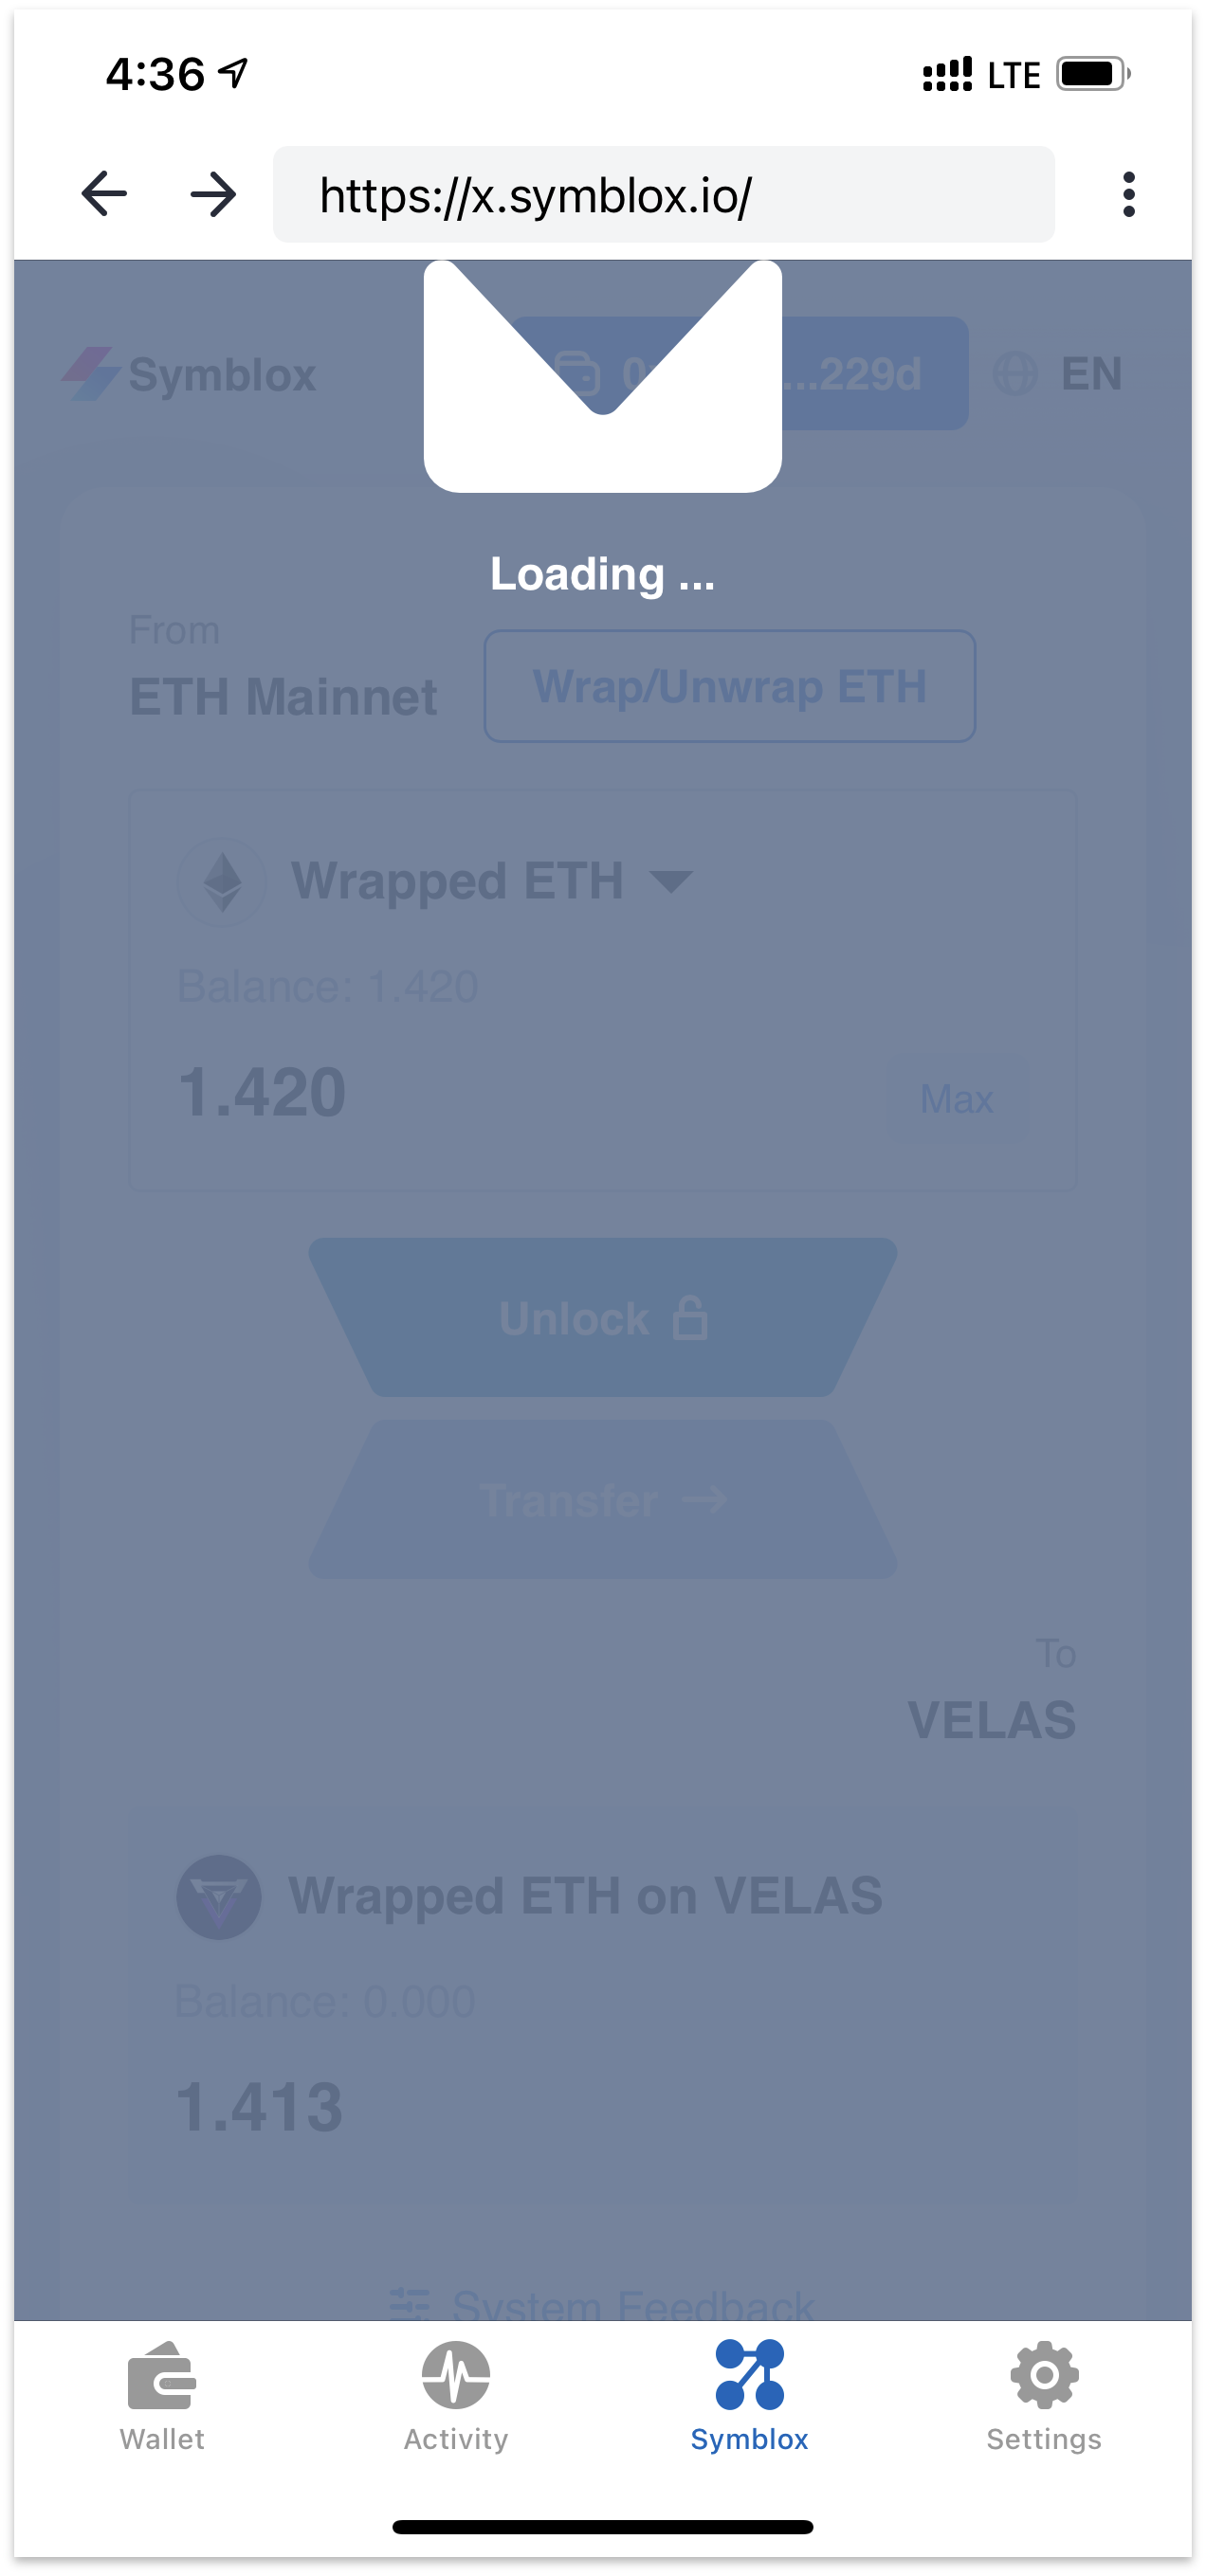 4:36 LTE
https://x.symblox.io/
Symblox
0 ...229d
EN
Loading ...
From
ETH Mainnet
Wrap/Unwrap ETH
Wrapped ETH
Balance: 1.420
1.420
Max
Unlock
Transfer →
To
VELAS
Wrapped ETH on VELAS
Balance: 0.000
1.413
System Feedback
Wallet
Activity
Symblox
Settings